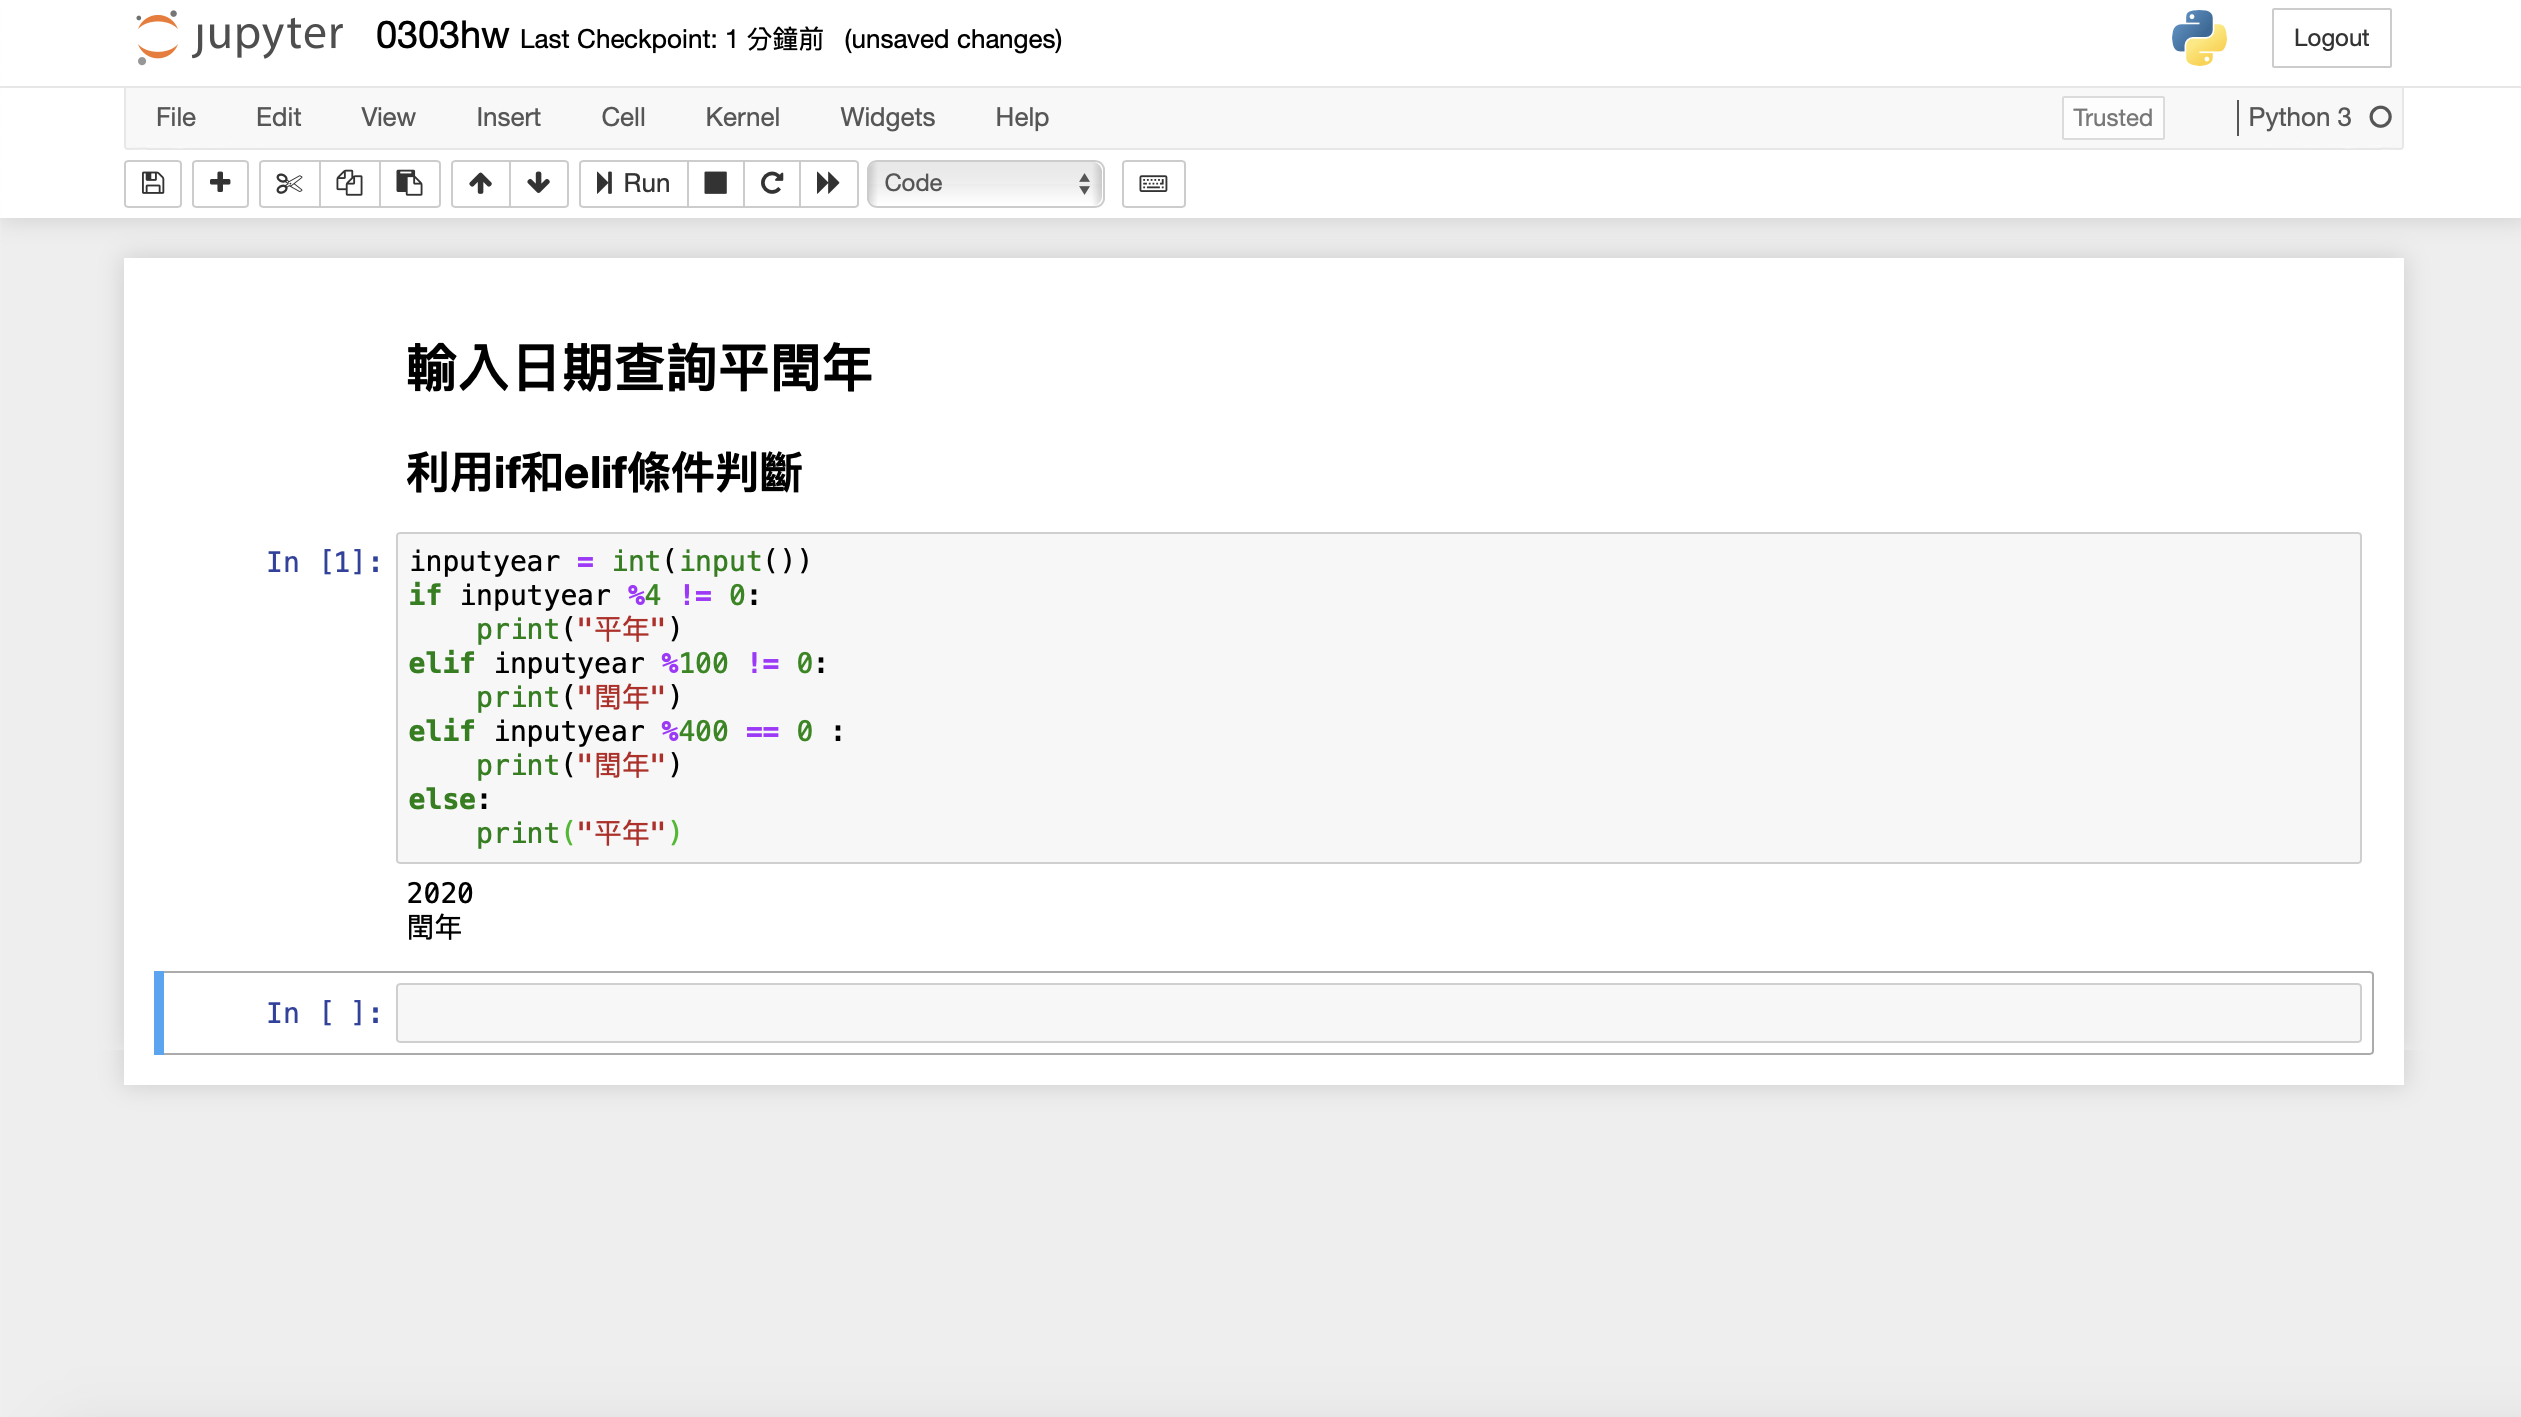 jupyter 0303hw Last Checkpoint: 1 分鐘前 (unsaved changes) Logout
File Edit View Insert Cell Kernel Widgets Help Trusted Python 3
Run Code
輸入日期查詢平閏年
利用if和elif條件判斷
In [1]: inputyear = int(input())
if inputyear %4 != 0:
    print("平年")
elif inputyear %100 != 0:
    print("閏年")
elif inputyear %400 == 0 :
    print("閏年")
else:
    print("平年")
2020
閏年
In [ ]: